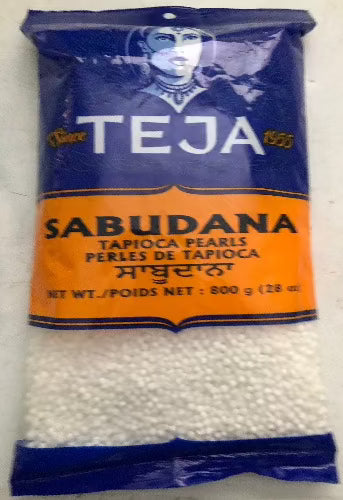 Since TEJA 1955
SABUDANA
TAPIOCA PEARLS
PERLES DE TAPIOCA
ਸਾਬੂਦਾਨਾ
NET WT./POIDS NET : 800 g (28 oz)